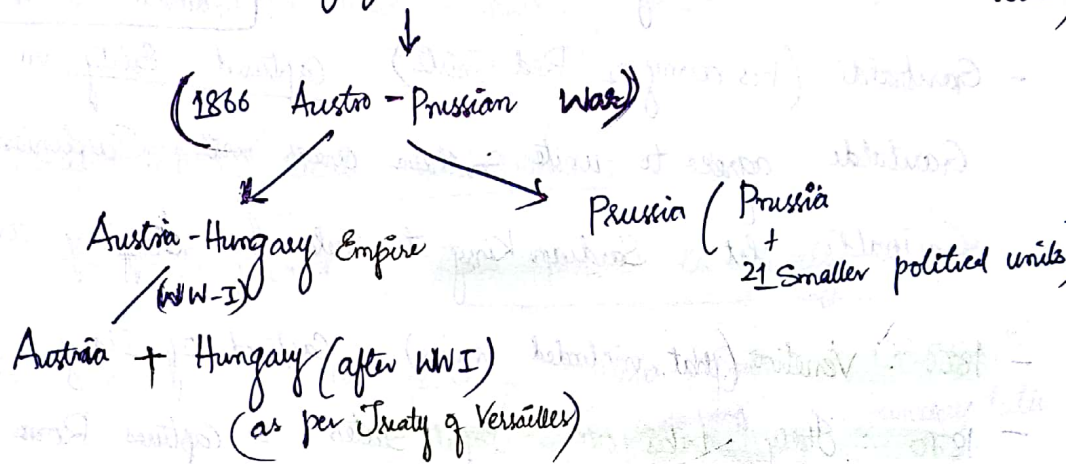 (1866 Austro-Prussian War)
Austria-Hungary Empire
Prussia (Prussia
+
21 Smaller political units)
(WW-I)
Austria + Hungary (after WWI)
(as per Treaty of Versailles)